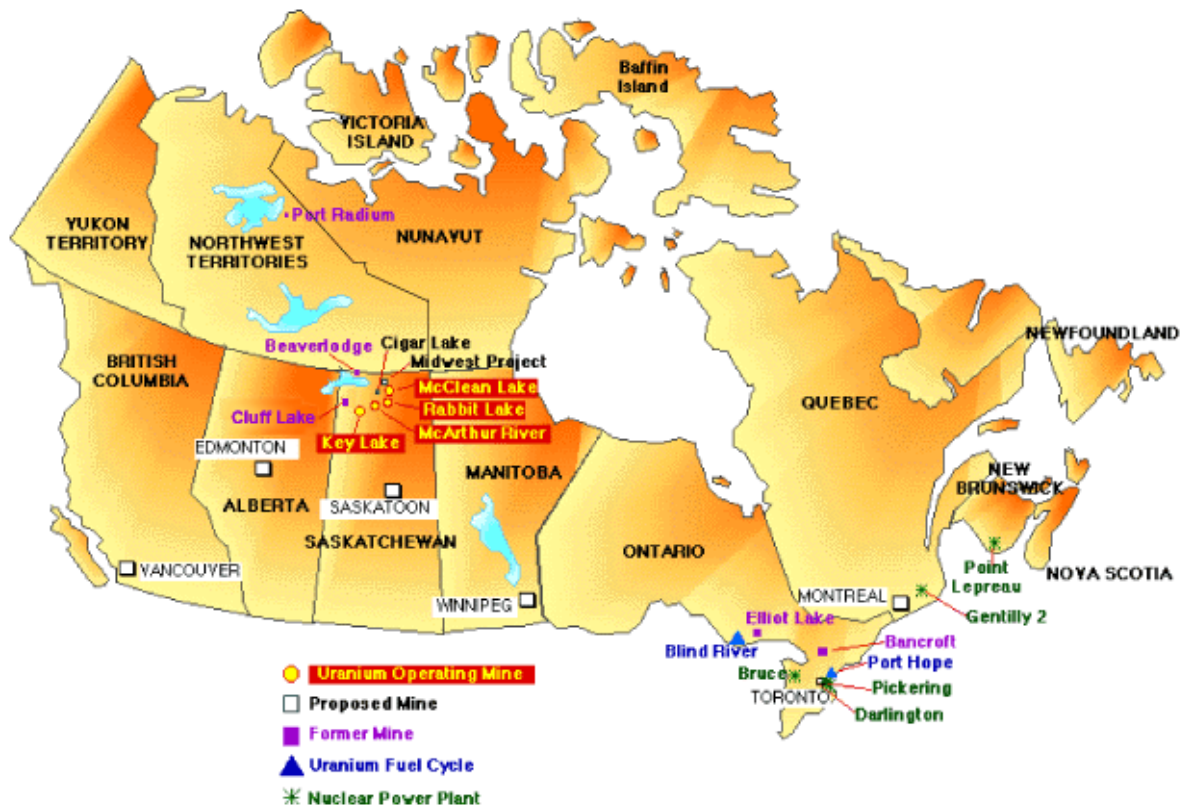 Baffin
Island
VICTORIA
ISLAND
Port Radium
YUKON
TERRITORY
NORTHWEST
TERRITORIES
NUNAVUT
Cigar Lake
Beaverlodge
Midwest Project
NEWFOUNDLAND
BRITISH
COLUMBIA
McClean Lake
Cluff Lake
Rabbit Lake
QUEBEC
Key Lake
McArthur River
EDMONTON
MANITOBA
NEW
BRUNSWICK
ALBERTA
SASKATOON
SASKATCHEWAN
ONTARIO
VANCOUVER
Point
Lepreau
NOVA SCOTIA
WINNIPEG
MONTREAL
Gentilly 2
Elliot Lake
Blind River
Bancroft
Port Hope
Bruce
Pickering
TORONTO
Darlington
Uranium Operating Mine
Proposed Mine
Former Mine
Uranium Fuel Cycle
Nuclear Power Plant